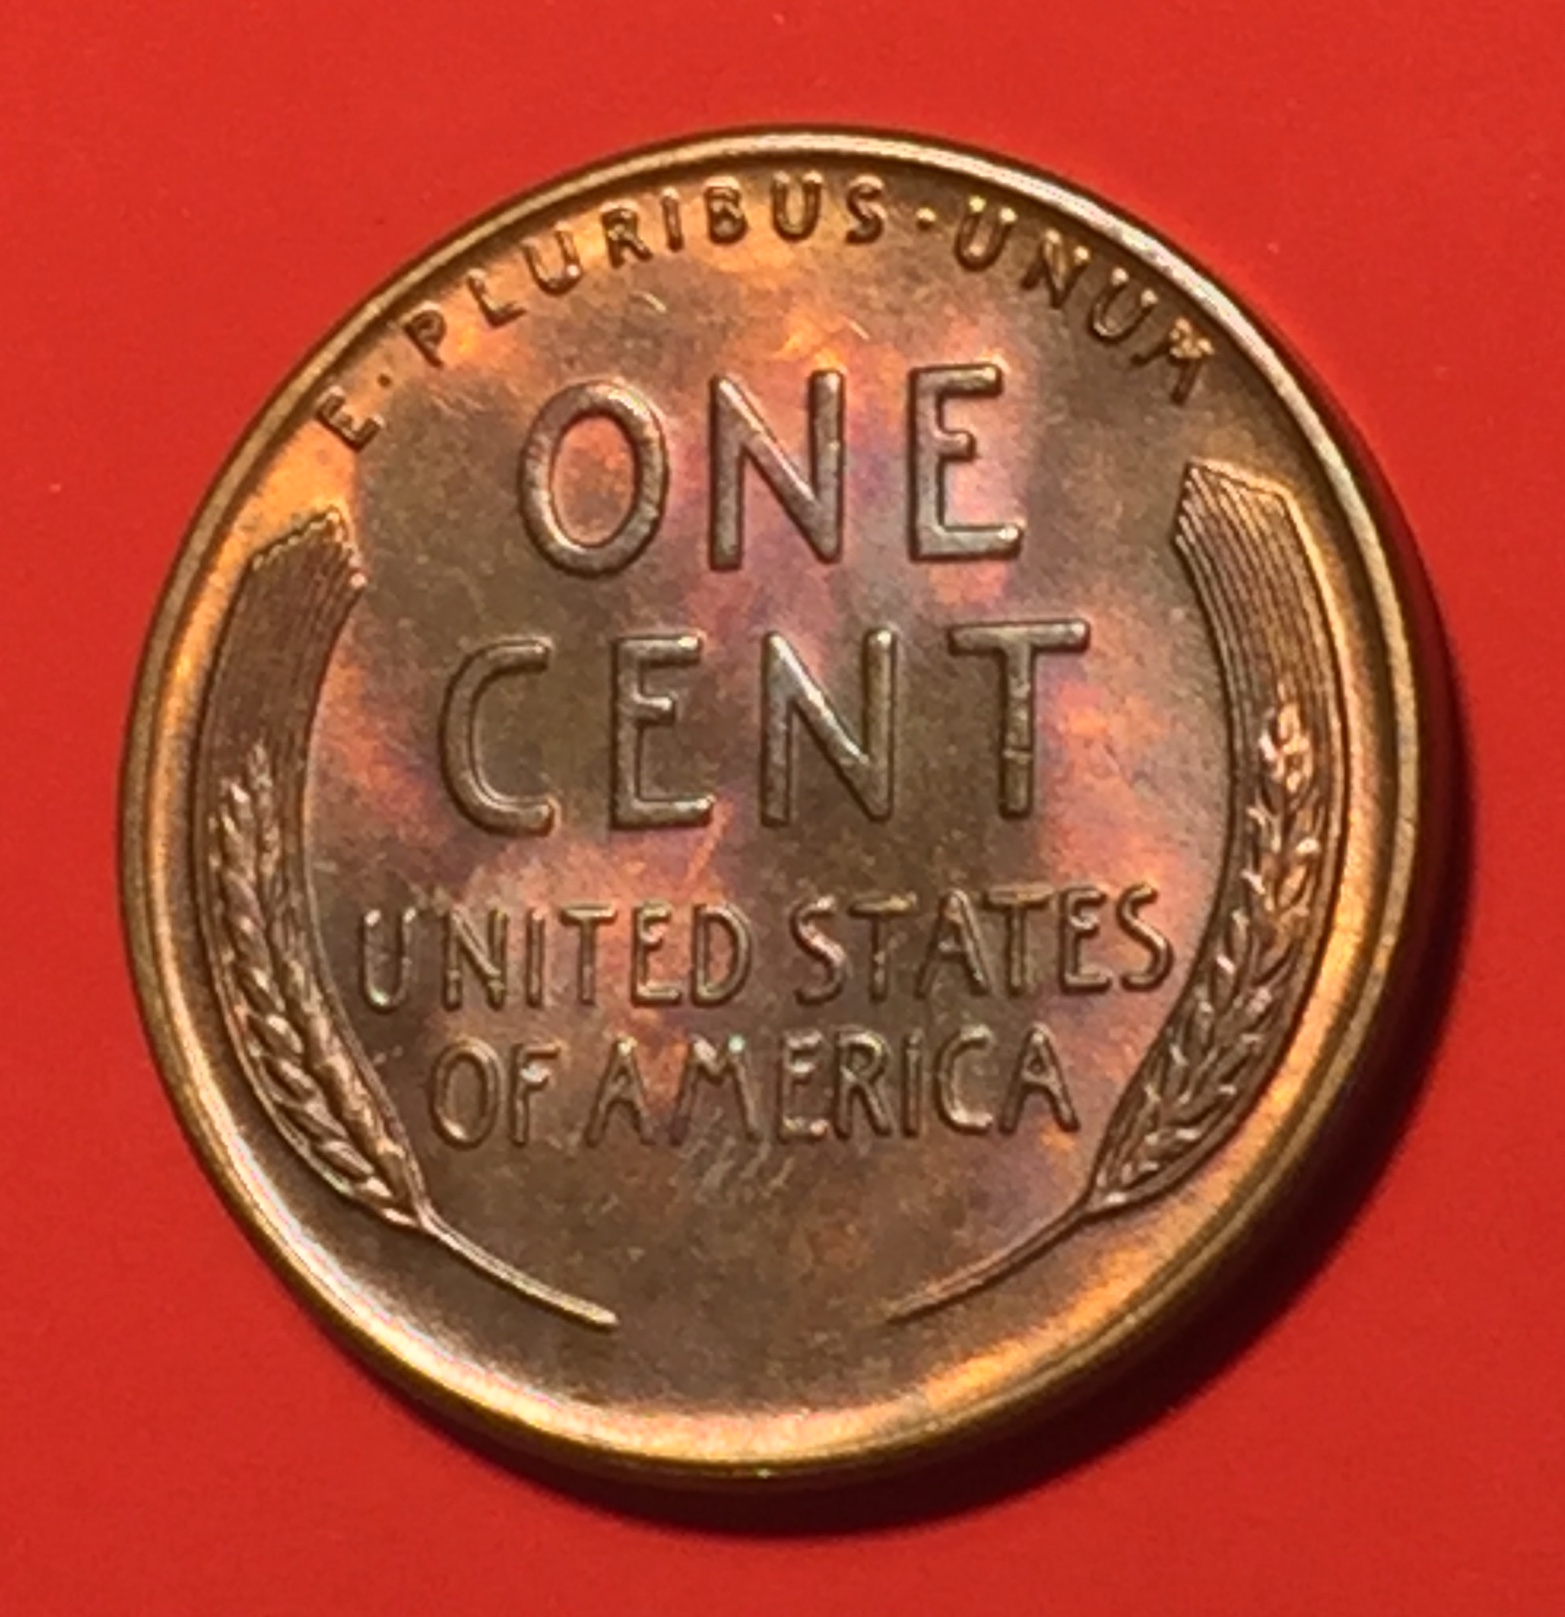 E·PLURIBUS·UNUM
ONE
CENT
UNITED STATES
OF AMERICA